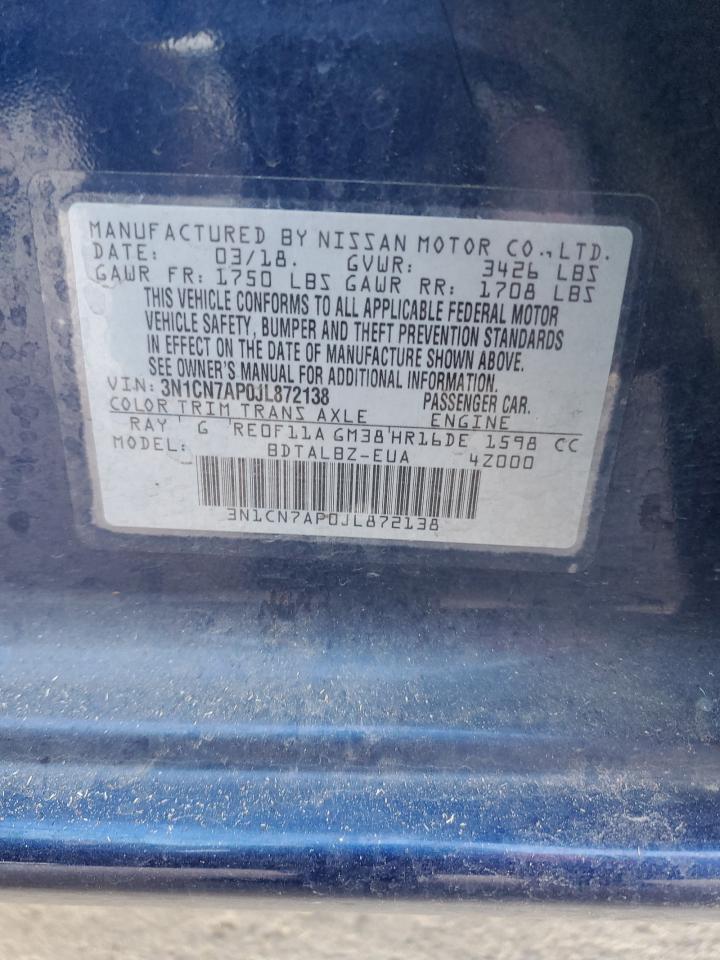 MANUFACTURED BY NISSAN MOTOR CO., LTD.
DATE: 03/18. GVWR: 3426 LBS
GAWR FR: 1750 LBS GAWR RR: 1708 LBS
THIS VEHICLE CONFORMS TO ALL APPLICABLE FEDERAL MOTOR
VEHICLE SAFETY, BUMPER AND THEFT PREVENTION STANDARDS
IN EFFECT ON THE DATE OF MANUFACTURE SHOWN ABOVE.
SEE OWNER'S MANUAL FOR ADDITIONAL INFORMATION.
VIN: 3N1CN7AP0JL872138 PASSENGER CAR.
COLOR TRIM TRANS AXLE ENGINE
RAY G RE0F11A GM38 HR16DE 1598 CC
MODEL: BDTALBZ-EUA 4Z000
3N1CN7AP0JL872138